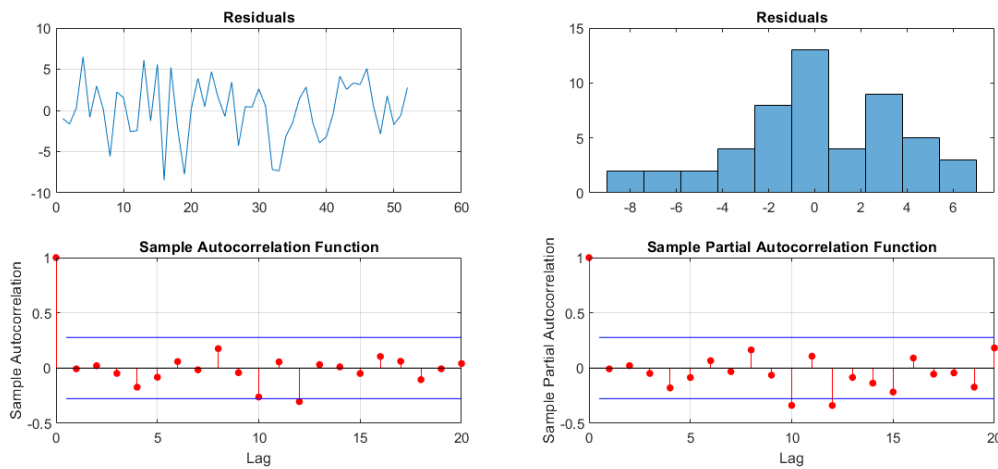 Residuals
10
5
0
-5
-10
0 10 20 30 40 50 60
Residuals
15
10
5
0
-8 -6 -4 -2 0 2 4 6
Sample Autocorrelation Function
Sample Autocorrelation
1
0.5
0
-0.5
0 5 10 15 20
Lag
Sample Partial Autocorrelation Function
Sample Partial Autocorrelation
1
0.5
0
-0.5
0 5 10 15 20
Lag